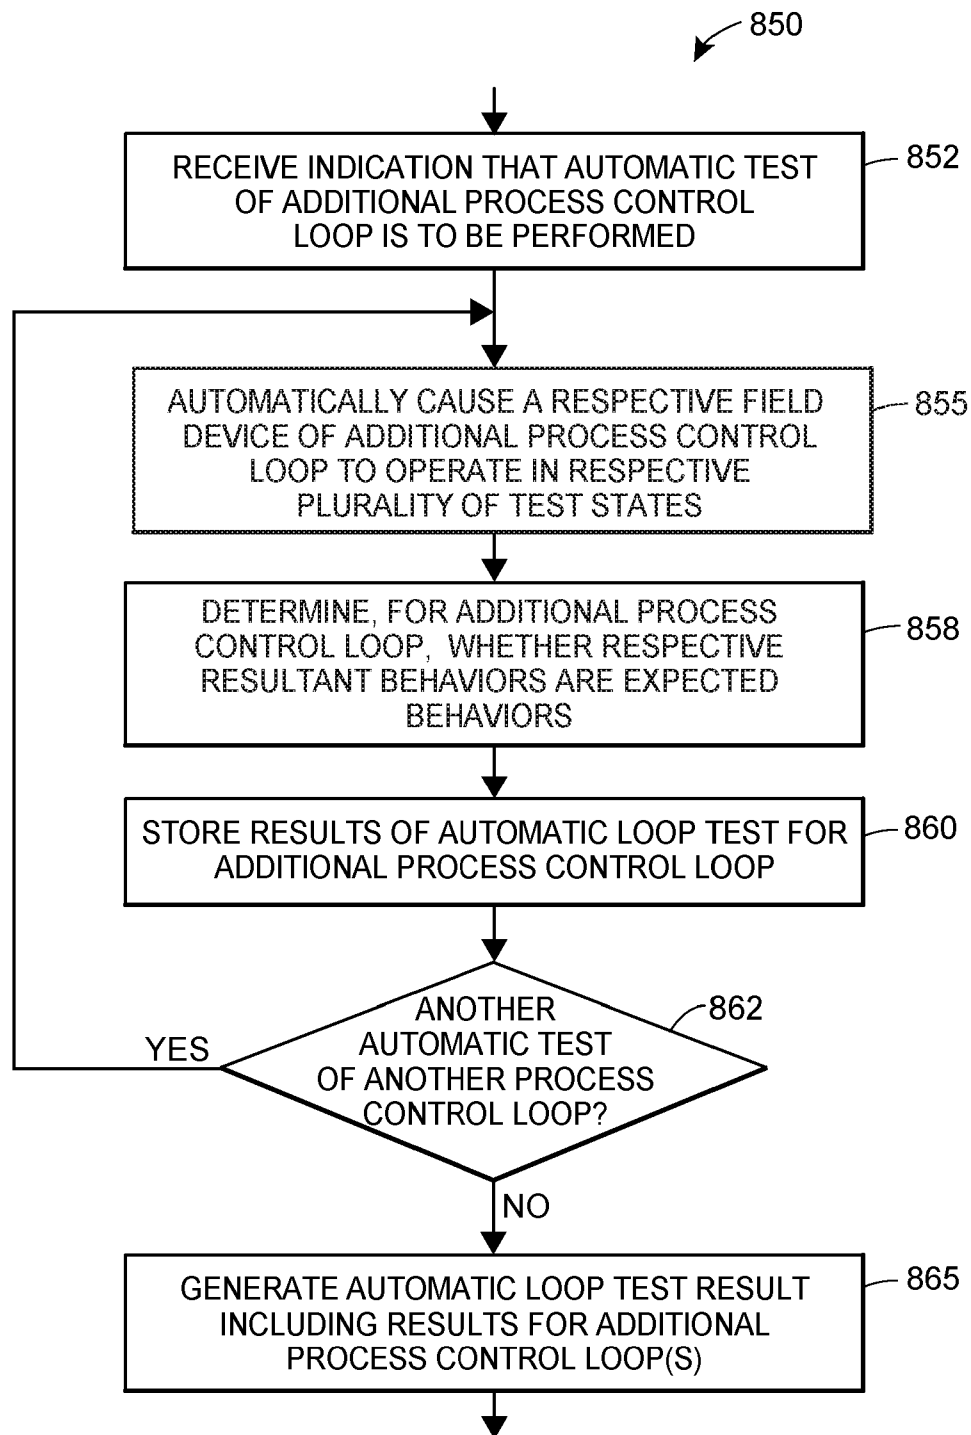 850
RECEIVE INDICATION THAT AUTOMATIC TEST
OF ADDITIONAL PROCESS CONTROL
LOOP IS TO BE PERFORMED
852
AUTOMATICALLY CAUSE A RESPECTIVE FIELD
DEVICE OF ADDITIONAL PROCESS CONTROL
LOOP TO OPERATE IN RESPECTIVE
PLURALITY OF TEST STATES
855
DETERMINE, FOR ADDITIONAL PROCESS
CONTROL LOOP, WHETHER RESPECTIVE
RESULTANT BEHAVIORS ARE EXPECTED
BEHAVIORS
858
STORE RESULTS OF AUTOMATIC LOOP TEST FOR
ADDITIONAL PROCESS CONTROL LOOP
860
ANOTHER
AUTOMATIC TEST
OF ANOTHER PROCESS
CONTROL LOOP?
862
YES
NO
GENERATE AUTOMATIC LOOP TEST RESULT
INCLUDING RESULTS FOR ADDITIONAL
PROCESS CONTROL LOOP(S)
865